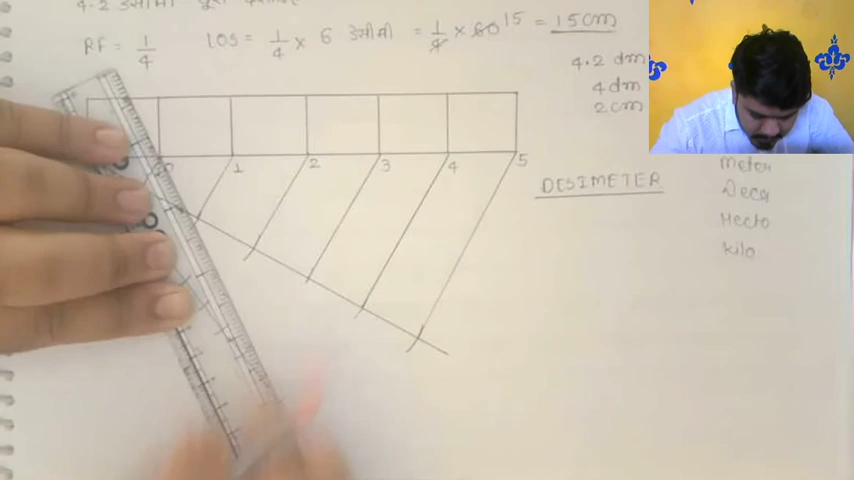 RF = 1/4 LOS = 1/4 × 6 डेसीमी = 1/4 × 60 15 = 15cm
4.2 dm
4dm
2cm
0 1 2 3 4 5
DESIMETER
meter
Deca
Hecto
Kilo